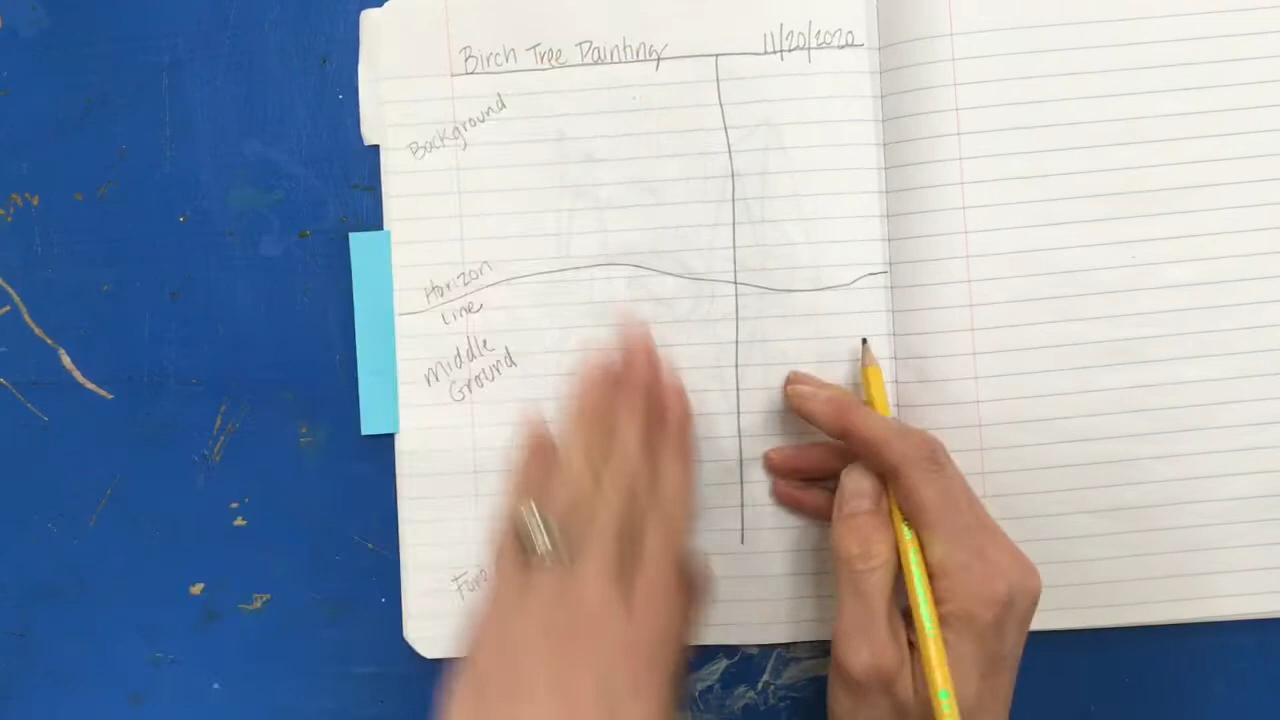 Birch Tree Painting 11/20/2020
Background
Horizon
Line
Middle
Ground